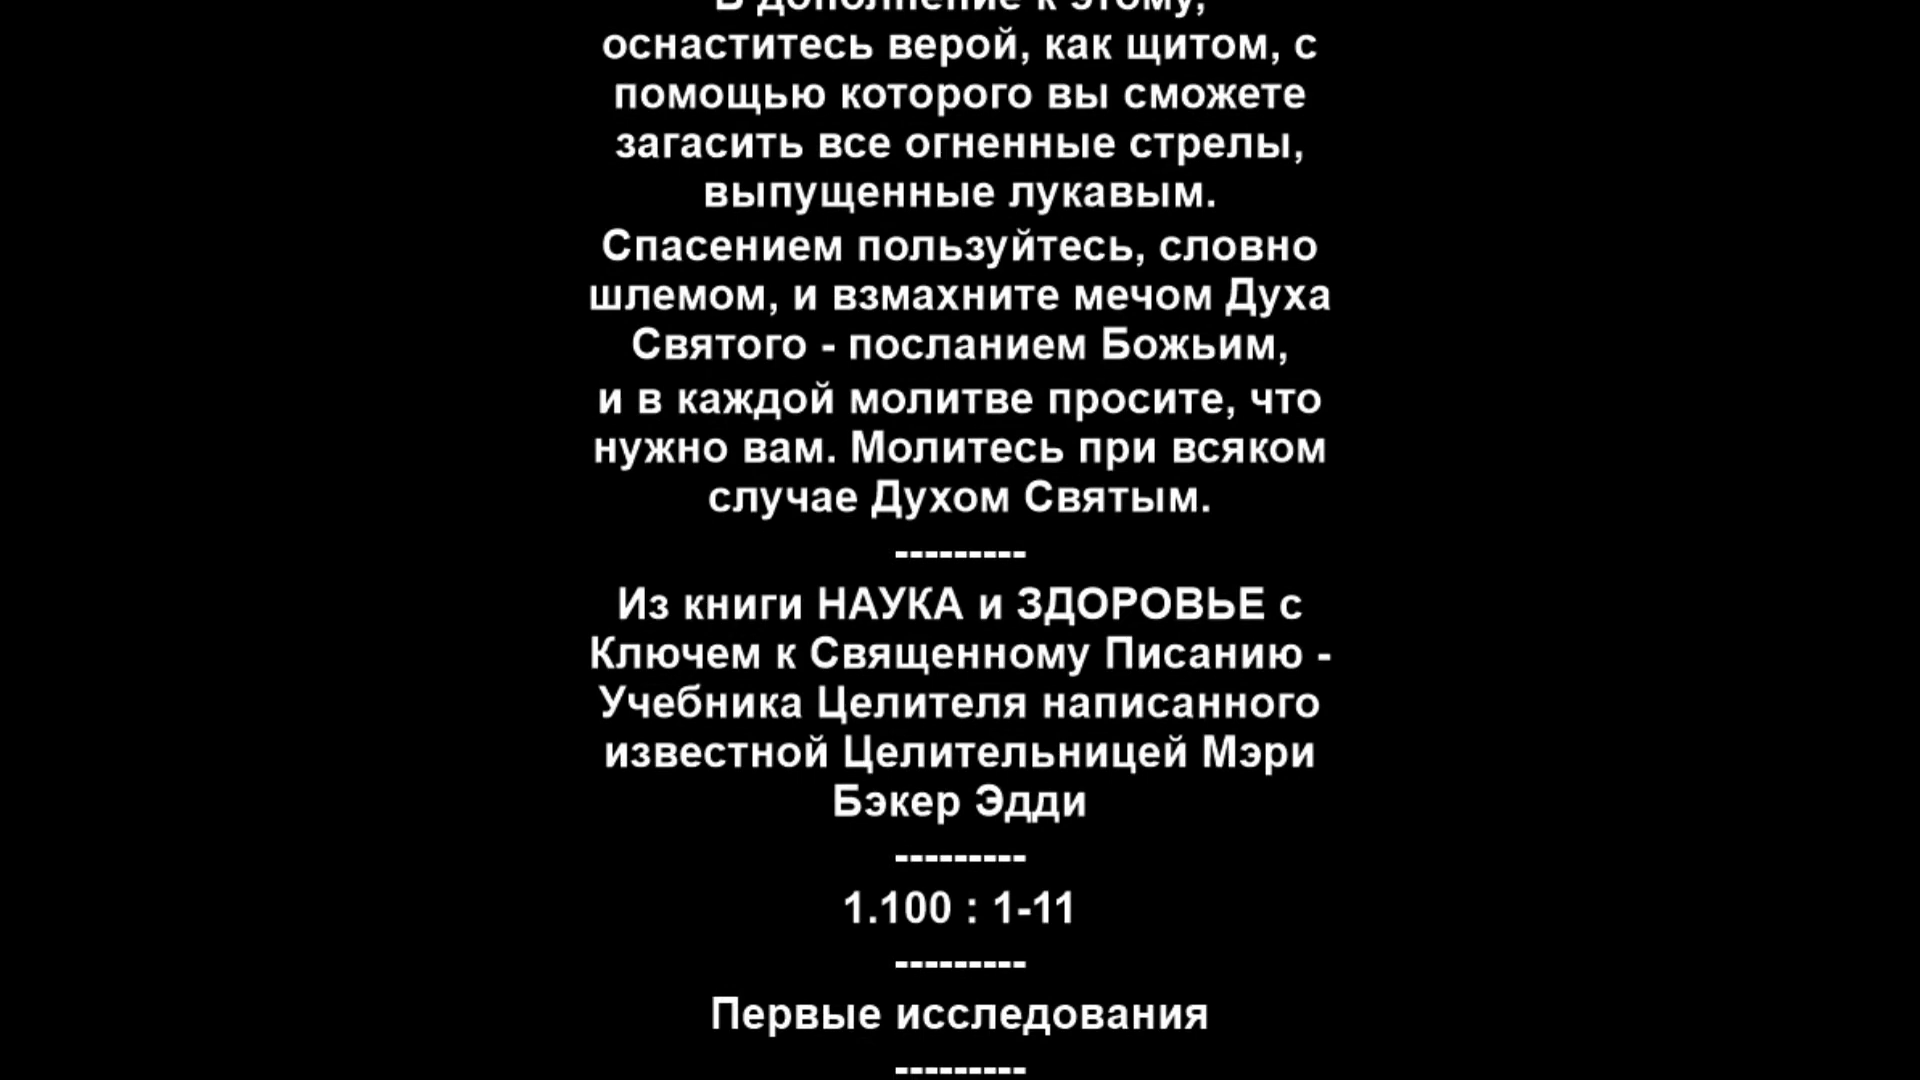 В дополнение к этому,
оснаститесь верой, как щитом, с
помощью которого вы сможете
загасить все огненные стрелы,
выпущенные лукавым.
Спасением пользуйтесь, словно
шлемом, и взмахните мечом Духа
Святого - посланием Божьим,
и в каждой молитве просите, что
нужно вам. Молитесь при всяком
случае Духом Святым.
---------
Из книги НАУКА и ЗДОРОВЬЕ с
Ключем к Священному Писанию -
Учебника Целителя написанного
известной Целительницей Мэри
Бэкер Эдди
---------
1.100 : 1-11
---------
Первые исследования
---------